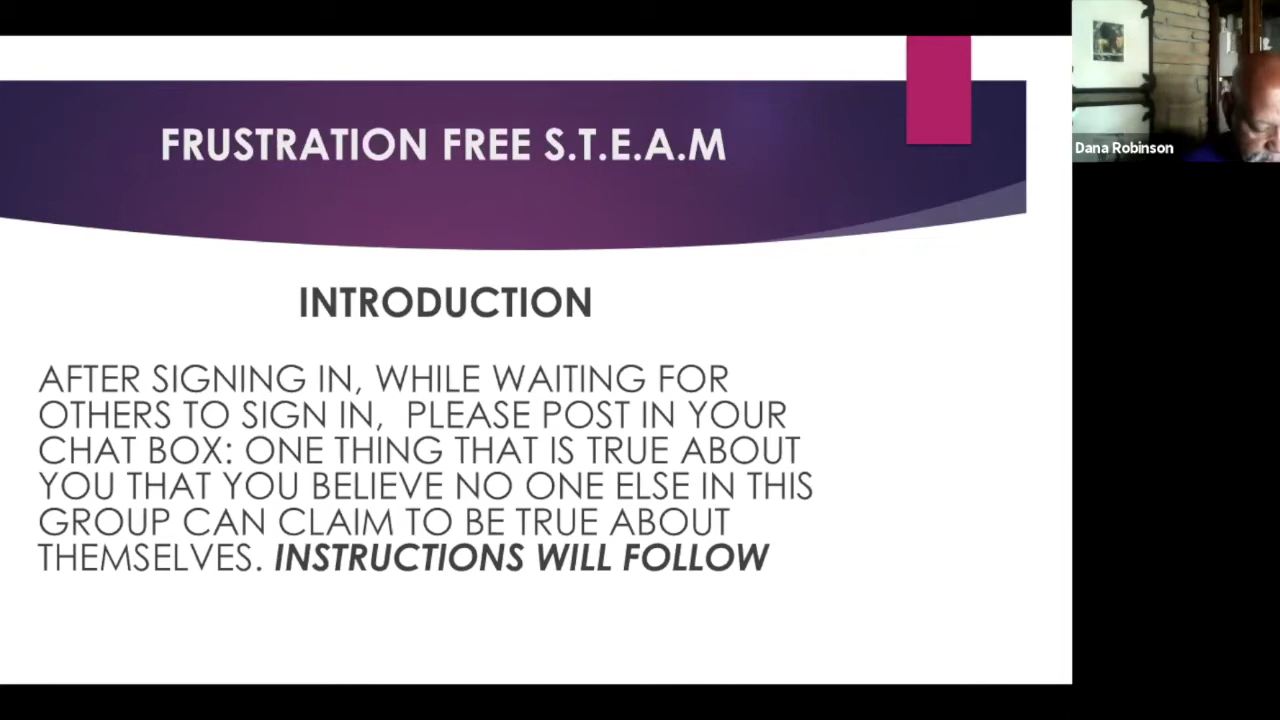 FRUSTRATION FREE S.T.E.A.M
Dana Robinson
INTRODUCTION
AFTER SIGNING IN, WHILE WAITING FOR
OTHERS TO SIGN IN,  PLEASE POST IN YOUR
CHAT BOX: ONE THING THAT IS TRUE ABOUT
YOU THAT YOU BELIEVE NO ONE ELSE IN THIS
GROUP CAN CLAIM TO BE TRUE ABOUT
THEMSELVES. INSTRUCTIONS WILL FOLLOW